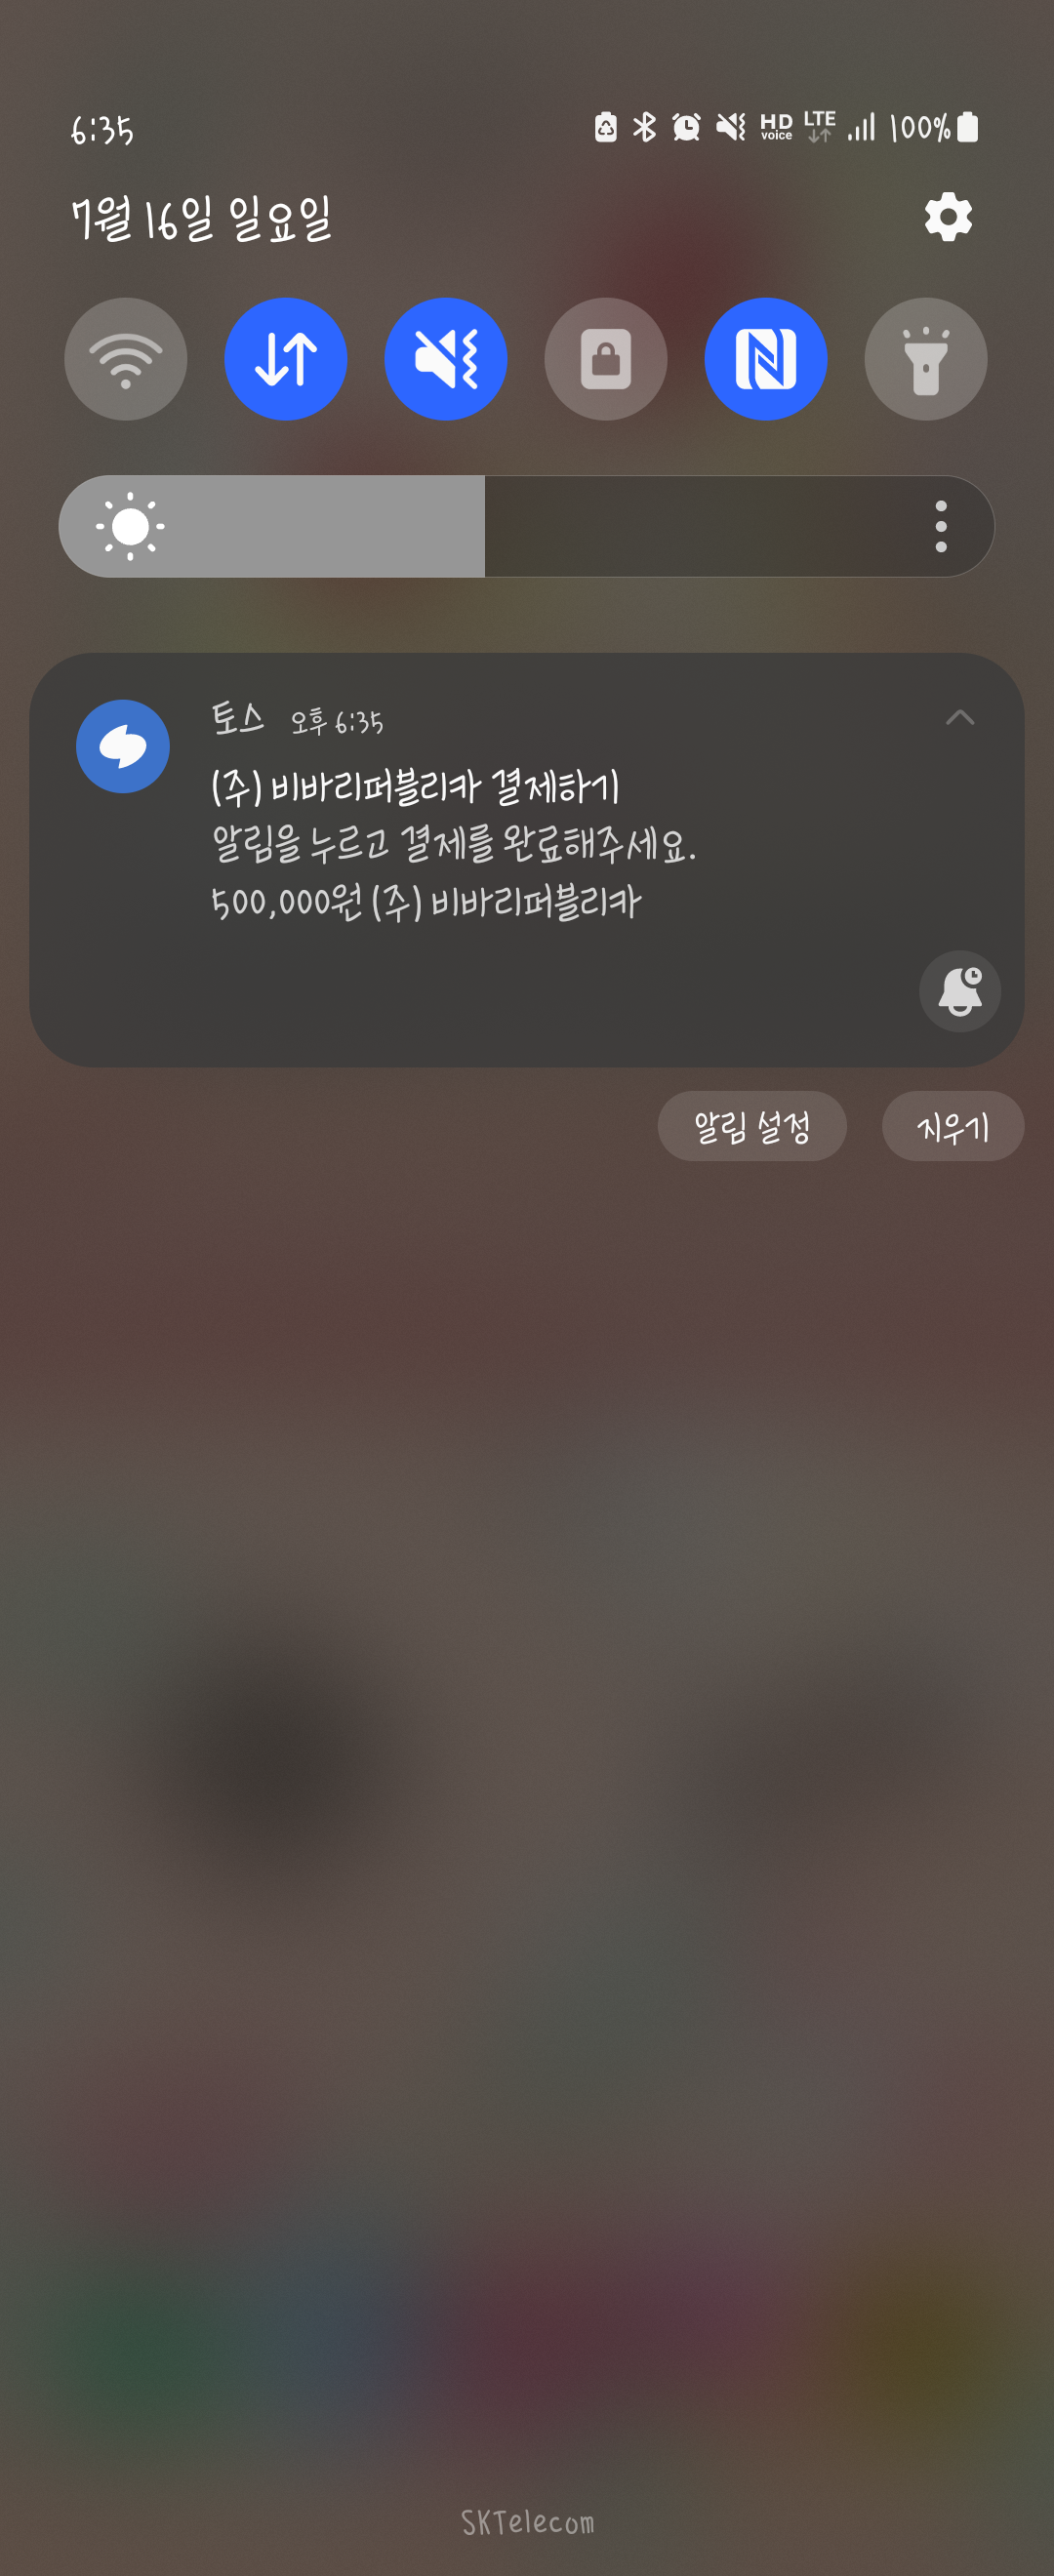 6:35 HD voice LTE 100%
7월 16일 일요일
토스 오후 6:35
(주) 비바리퍼블리카 결제하기
알림을 누르고 결제를 완료해주세요.
500,000원 (주) 비바리퍼블리카
알림 설정 지우기
SKTelecom